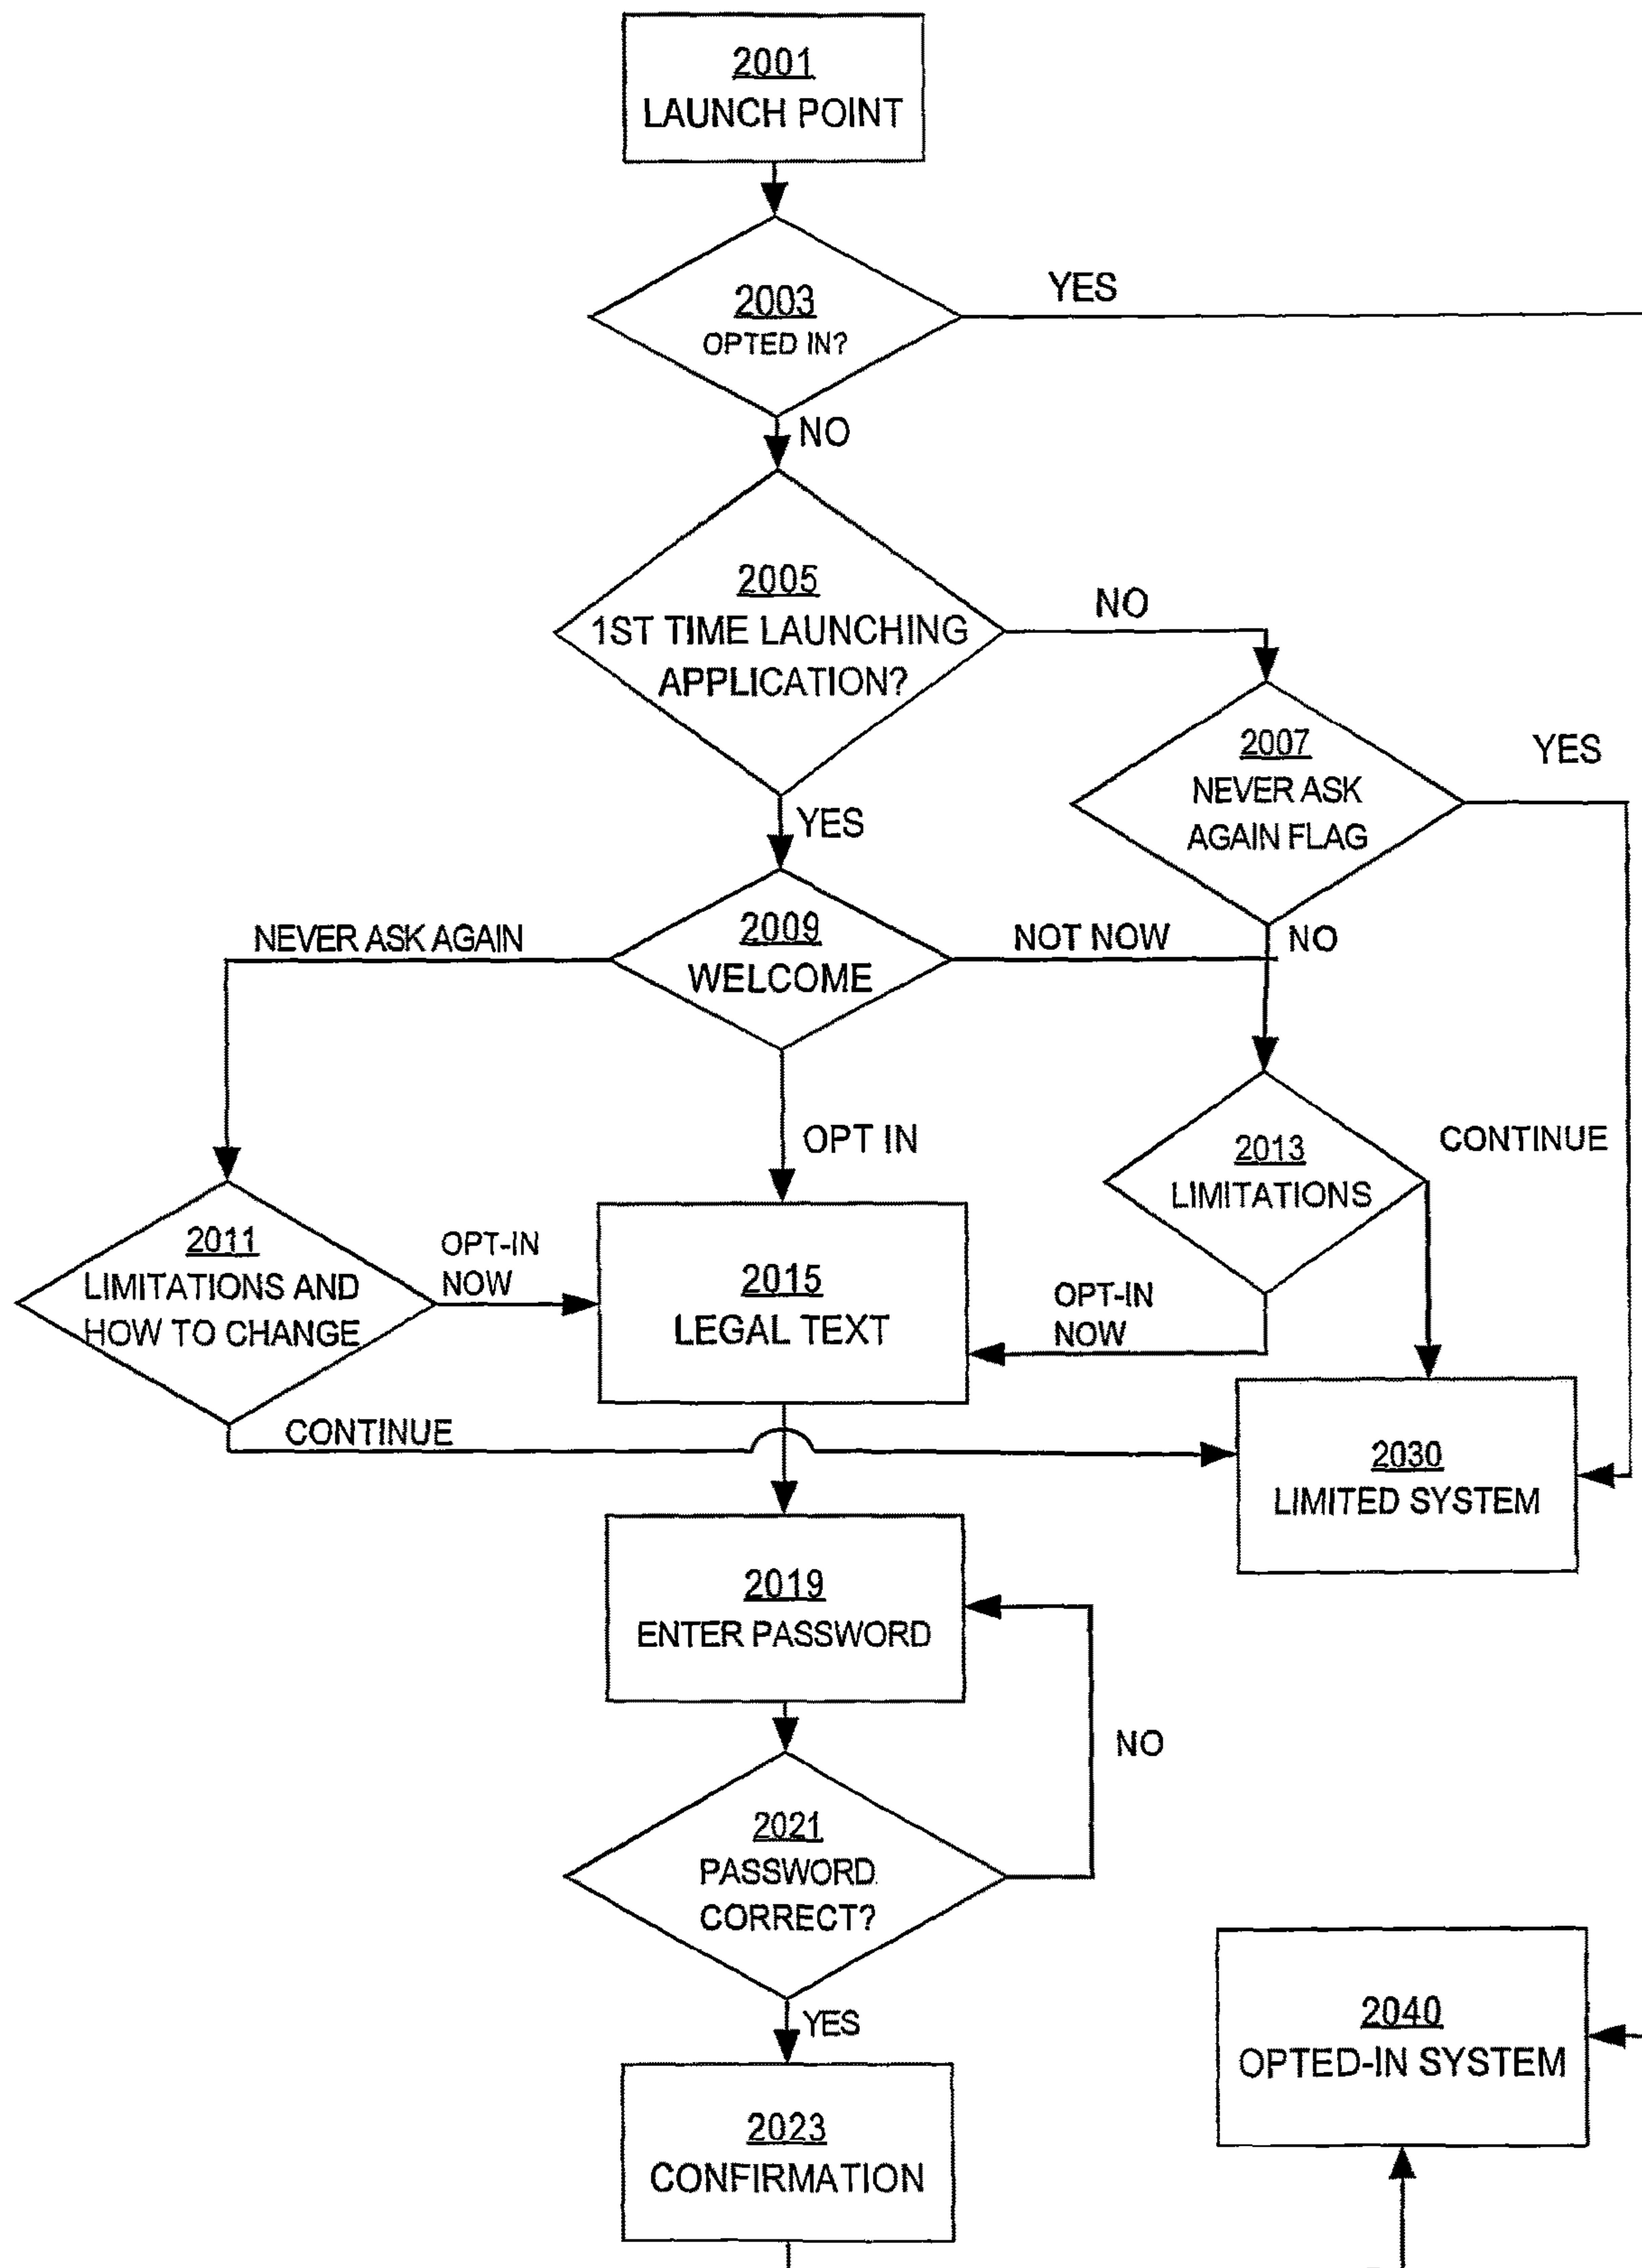 2001
LAUNCH POINT
2003
OPTED IN?
YES
NO
2005
1ST TIME LAUNCHING
APPLICATION?
NO
2007
NEVER ASK
AGAIN FLAG
YES
YES
2009
WELCOME
NEVER ASK AGAIN
NOT NOW
NO
OPT IN
2013
LIMITATIONS
CONTINUE
2011
LIMITATIONS AND
HOW TO CHANGE
OPT-IN
NOW
2015
LEGAL TEXT
OPT-IN
NOW
CONTINUE
2030
LIMITED SYSTEM
2019
ENTER PASSWORD
NO
2021
PASSWORD
CORRECT?
YES
2040
OPTED-IN SYSTEM
2023
CONFIRMATION